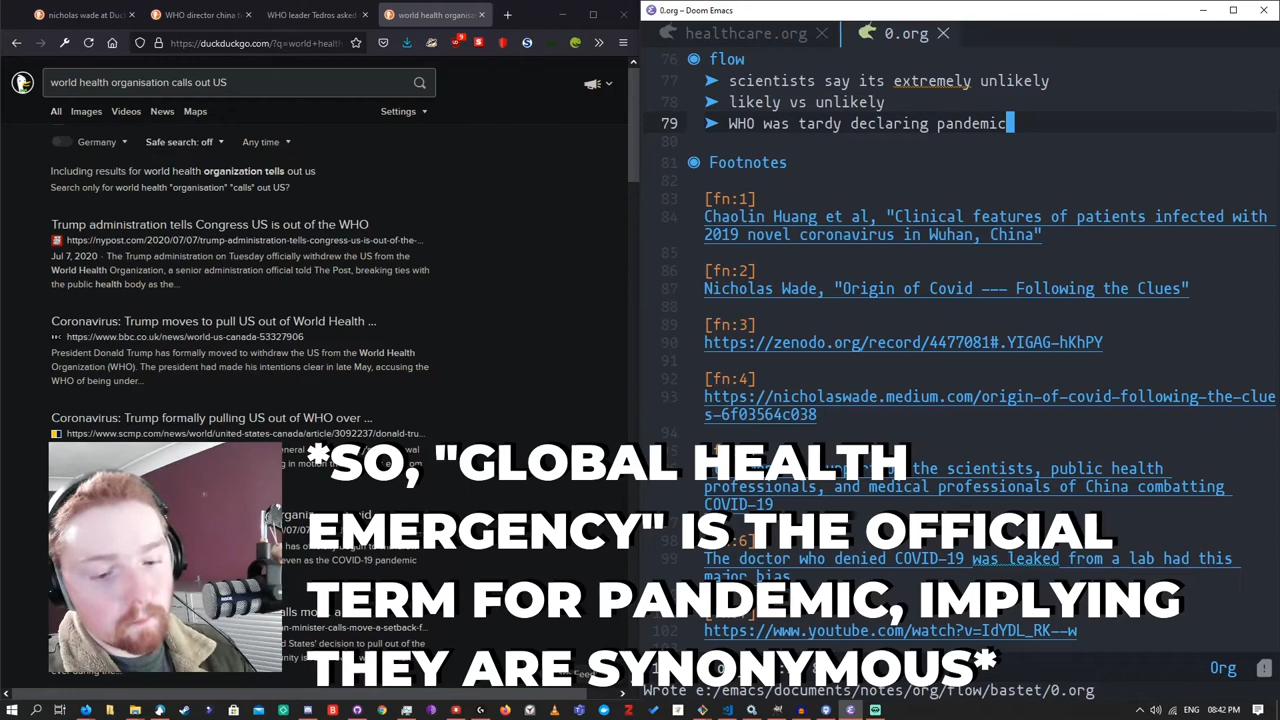 nicholas wade at Duck
WHO director china t
WHO leader Tedros asked
world health organisa
0.org – Doom Emacs
https://duckduckgo.com/?q=world+healt
healthcare.org
0.org
world health organisation calls out US
All Images Videos News Maps
Settings
Germany
Safe search: off
Any time
Including results for world health organization tells out us
Search only for world health "organisation" "calls" out US?
Trump administration tells Congress US is out of the WHO
https://nypost.com/2020/07/07/trump-administration-tells-congress-us-is-out-of-the-...
Jul 7, 2020 · The Trump administration on Tuesday officially withdrew the US from the
World Health Organization, a senior administration official told The Post, breaking ties with
the public health body as the...
Coronavirus: Trump moves to pull US out of World Health ...
https://www.bbc.co.uk/news/world-us-canada-53327906
President Donald Trump has formally moved to withdraw the US from the World Health
Organization (WHO). The president had made his intentions clear in late May, accusing the
WHO of being under...
Coronavirus: Trump formally pulling US out of WHO over ...
https://www.scmp.com/news/world/united-states-canada/article/3092237/donald-tru...
76 flow
77 scientists say its extremely unlikely
78 likely vs unlikely
79 WHO was tardy declaring pandemic
80
81 Footnotes
82
83 [fn:1]
84 Chaolin Huang et al, "Clinical features of patients infected with
2019 novel coronavirus in Wuhan, China"
85
86 [fn:2]
87 Nicholas Wade, "Origin of Covid --- Following the Clues"
88
89 [fn:3]
90 https://zenodo.org/record/4477081#.YIGAG-hKhPY
91
92 [fn:4]
93 https://nicholaswade.medium.com/origin-of-covid-following-the-clue
s-6f03564c038
94
the scientists, public health
professionals, and medical professionals of China combatting
COVID-19
98
:6]
99 The doctor who denied COVID-19 was leaked from a lab had this
major bias
102 https://www.youtube.com/watch?v=IdYDL_RK--w
*SO, "GLOBAL HEALTH
EMERGENCY" IS THE OFFICIAL
TERM FOR PANDEMIC, IMPLYING
THEY ARE SYNONYMOUS*
Org
Wrote e:/emacs/documents/notes/org/flow/bastet/0.org
ENG 08:42 PM